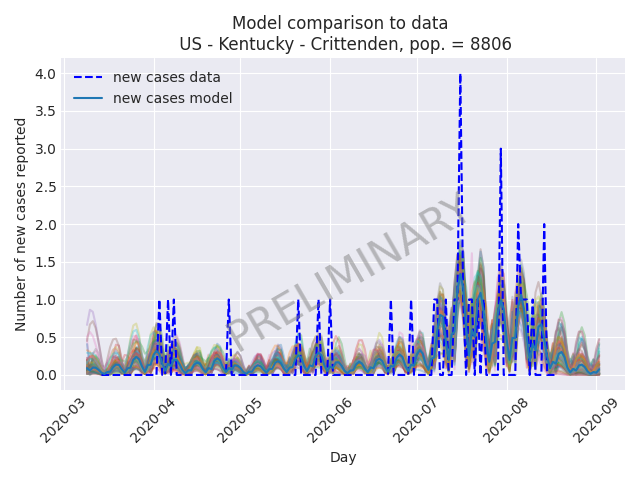 Model comparison to data
US - Kentucky - Crittenden, pop. = 8806
new cases data
new cases model
PRELIMINARY
Number of new cases reported
4.0
3.5
3.0
2.5
2.0
1.5
1.0
0.5
0.0
2020-03
2020-04
2020-05
2020-06
2020-07
2020-08
2020-09
Day